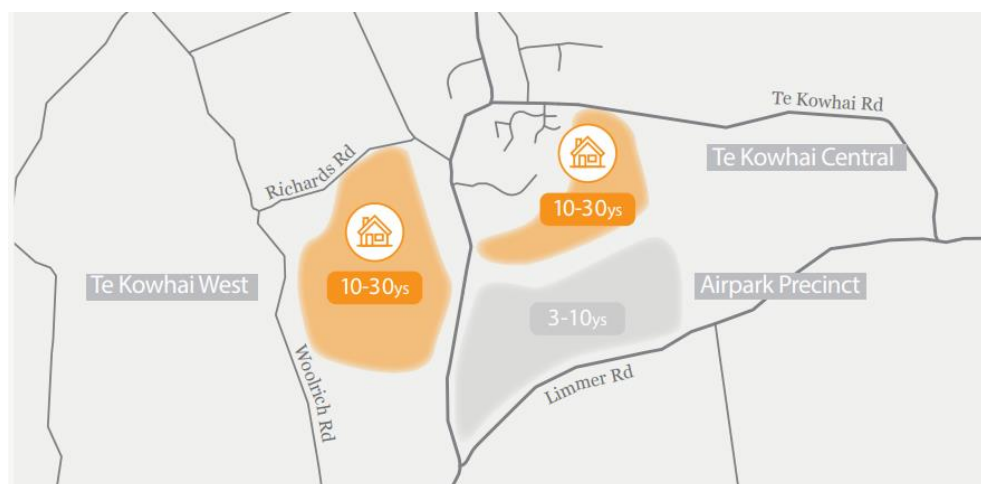 Te Kowhai Rd
Te Kowhai Central
Richards Rd
10-30ys
Te Kowhai West
10-30ys
Airpark Precinct
3-10ys
Woolrich Rd
Limmer Rd